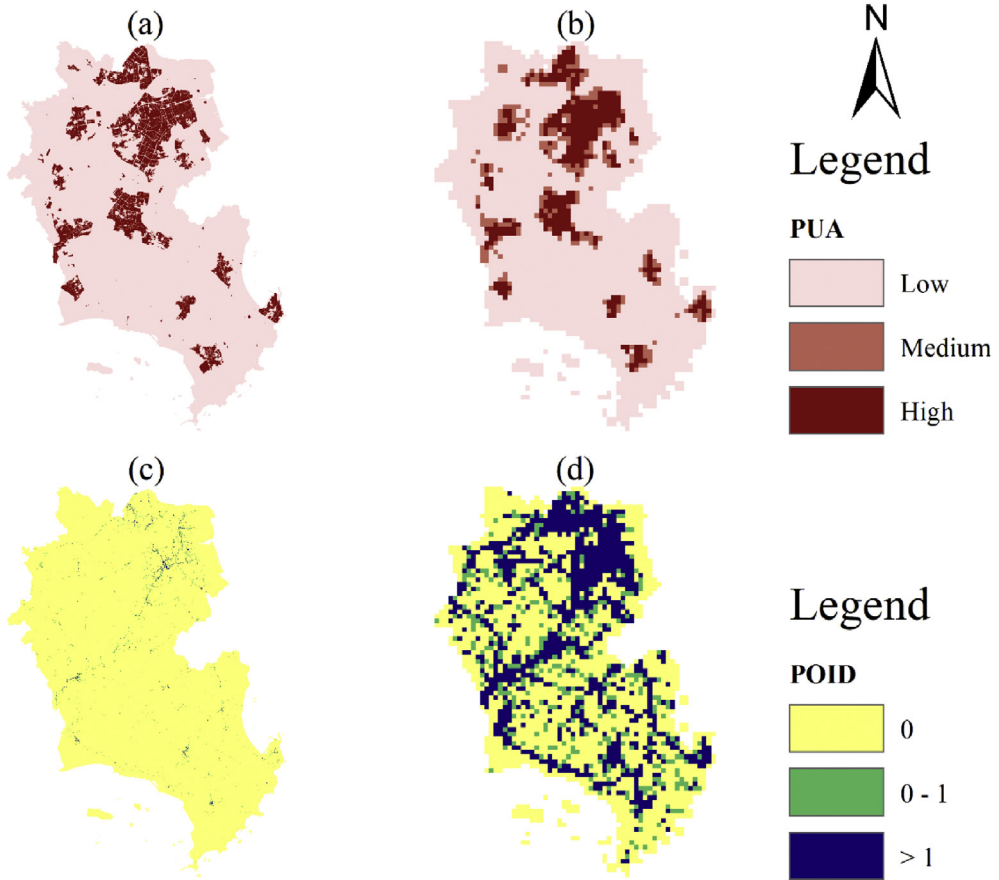 (a)
(b)
N
Legend
PUA
Low
Medium
High
(c)
(d)
Legend
POID
0
0 - 1
> 1